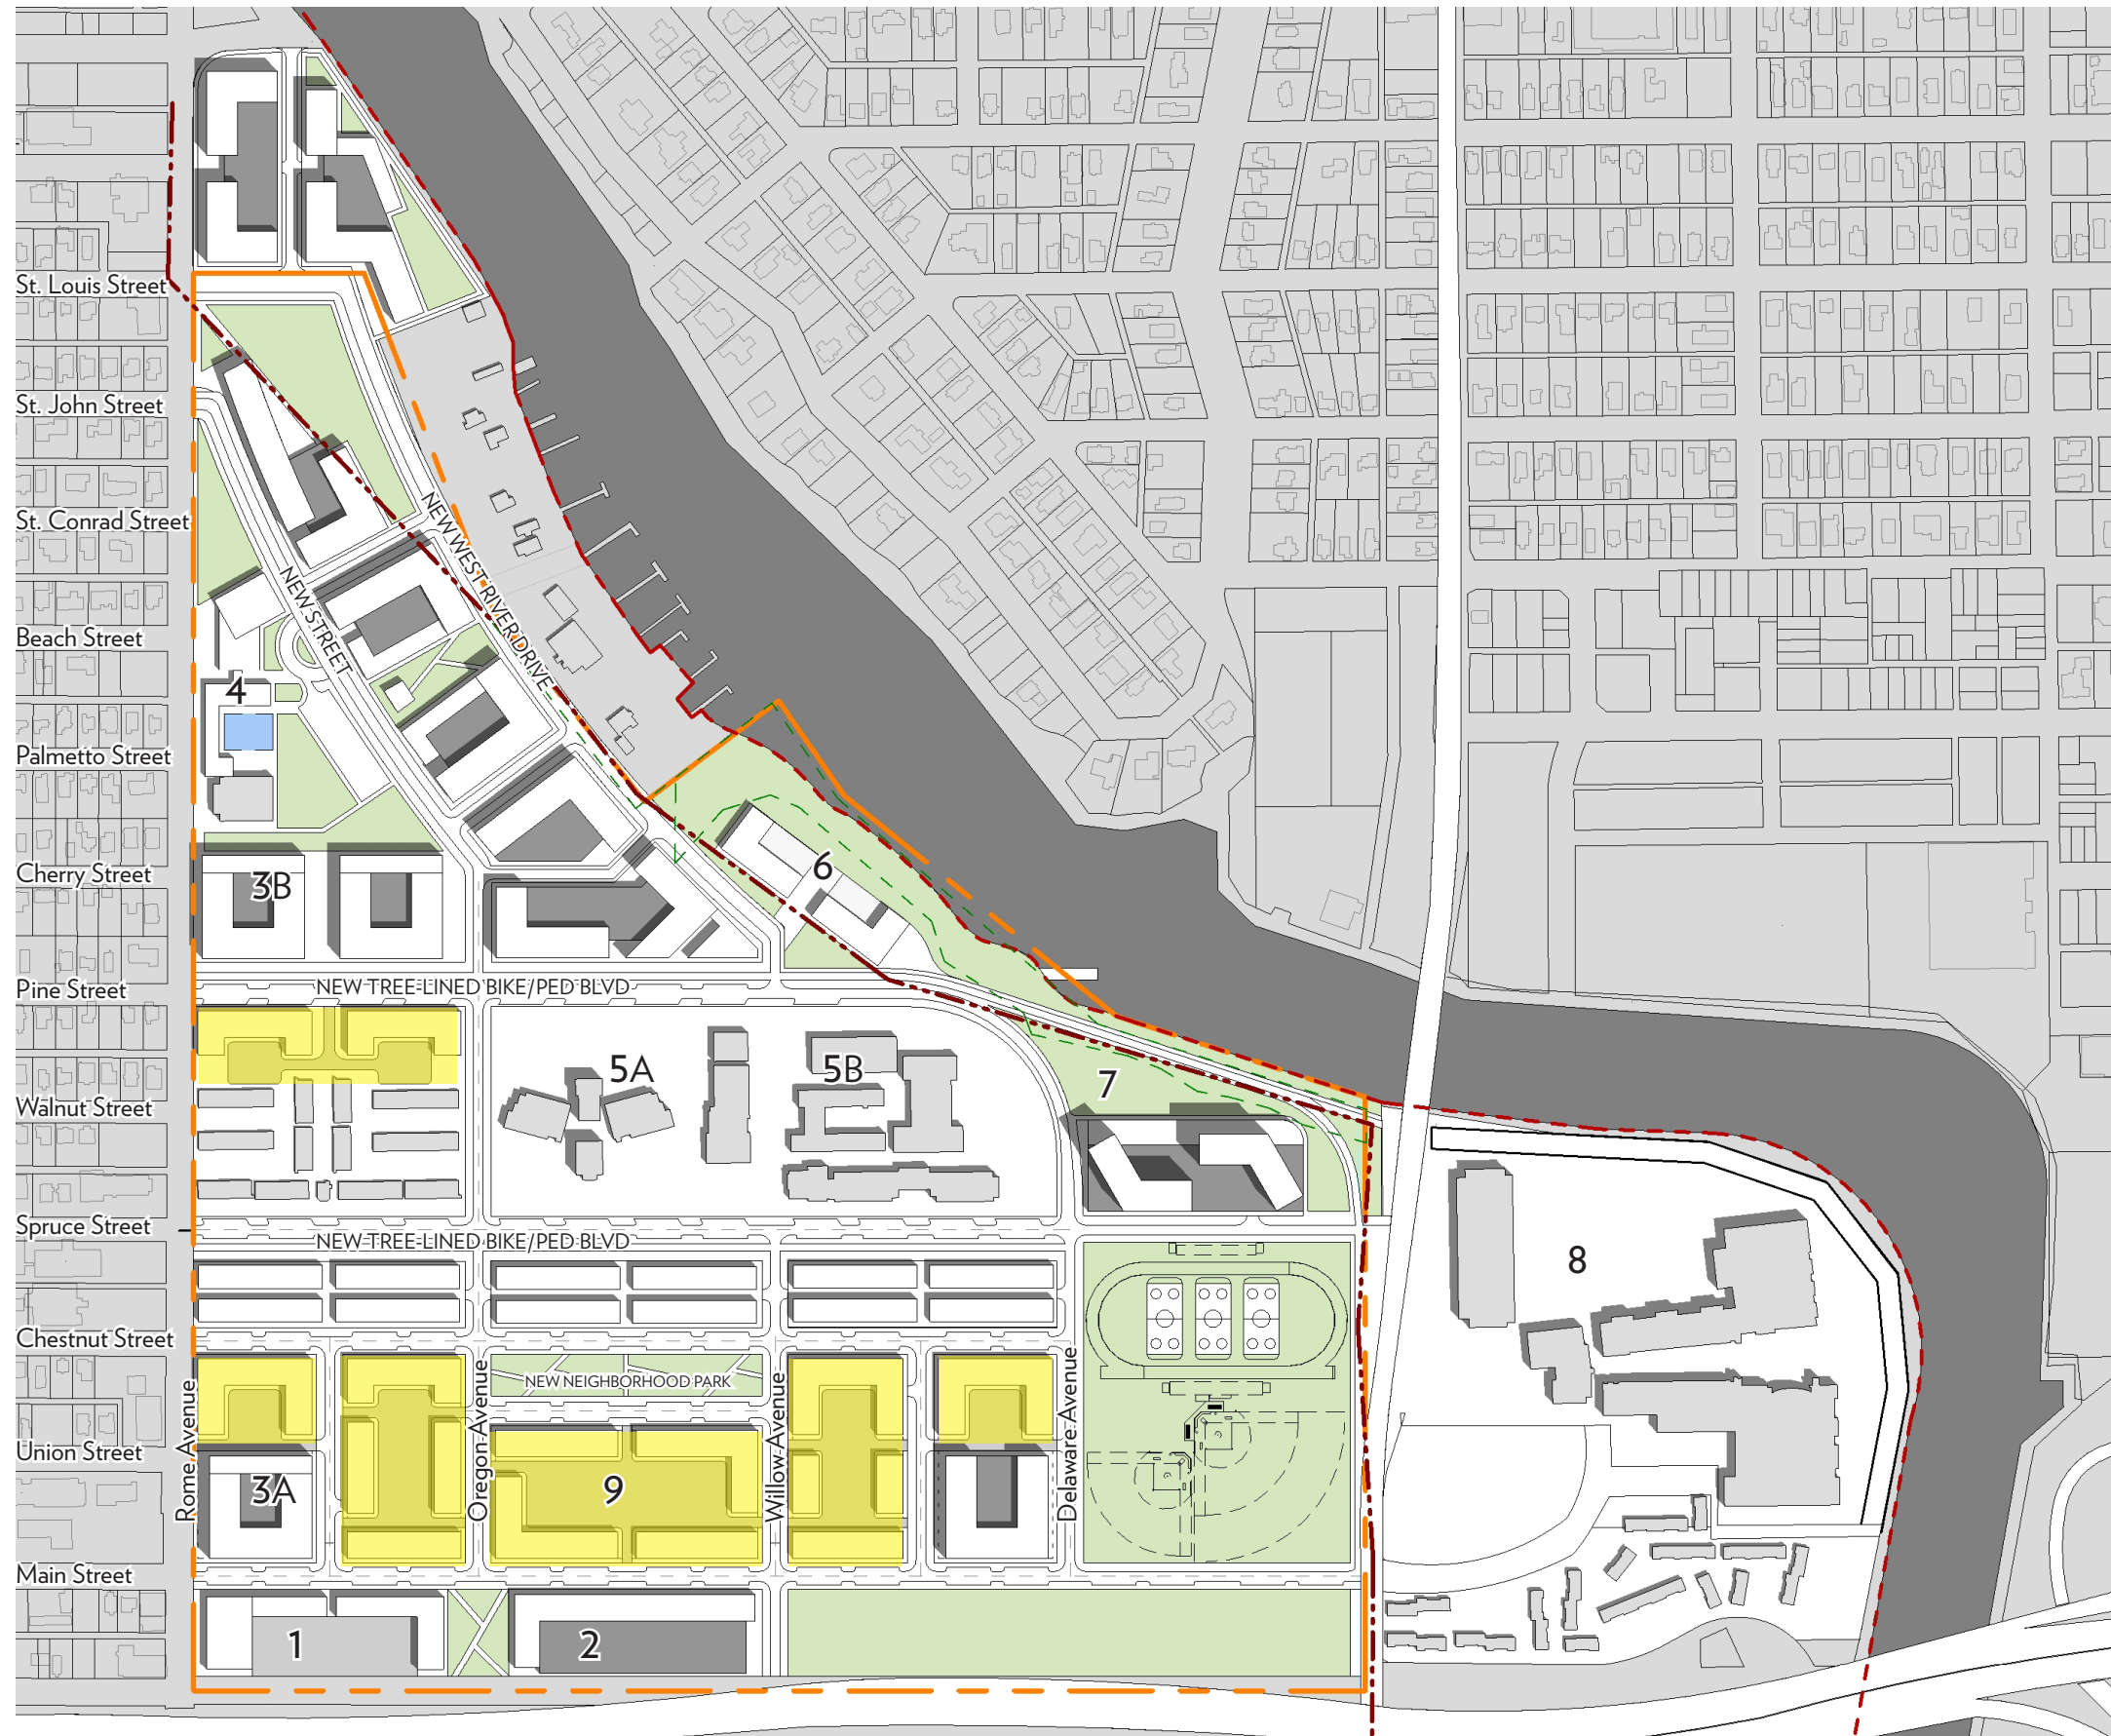 St. Louis Street
St. John Street
St. Conrad Street
NEW WEST RIVER DRIVE
NEW STREET
Beach Street
4
Palmetto Street
6
Cherry Street
3B
Pine Street
NEW TREE-LINED BIKE/PED BLVD
5A
5B
7
Walnut Street
Spruce Street
NEW TREE-LINED BIKE/PED BLVD
8
Chestnut Street
NEW NEIGHBORHOOD PARK
Rome Avenue
Oregon Avenue
Willow Avenue
Delaware Avenue
Union Street
3A
9
Main Street
1
2